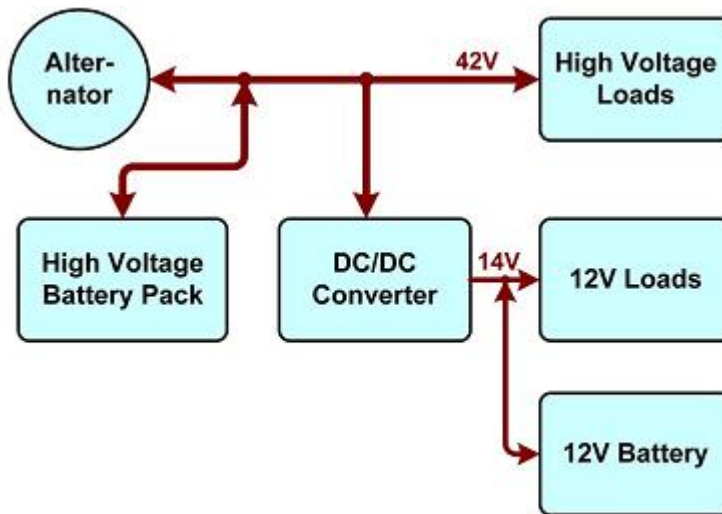 Alter-
nator
42V
High Voltage
Loads
High Voltage
Battery Pack
DC/DC
Converter
14V
12V Loads
12V Battery